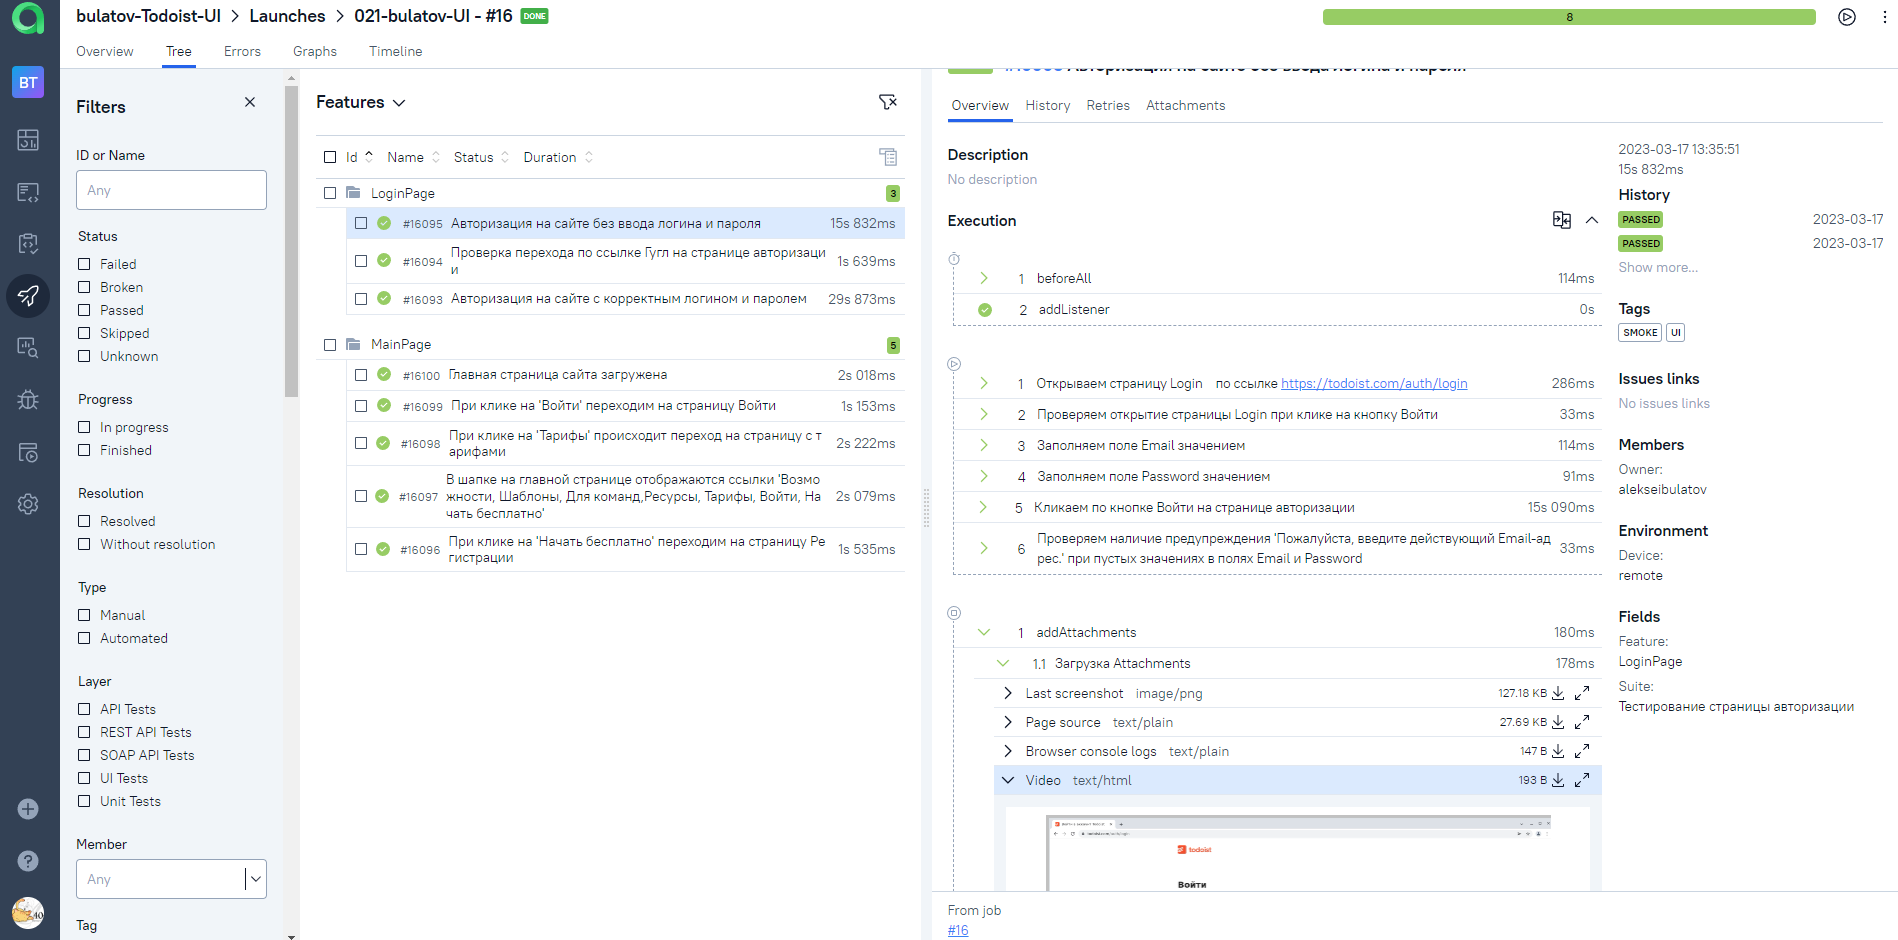 bulatov-Todoist-UI > Launches > 021-bulatov-UI - #16 DONE
8
Overview Tree Errors Graphs Timeline
BT
Filters
ID or Name
Any
Status
Failed
Broken
Passed
Skipped
Unknown
Progress
In progress
Finished
Resolution
Resolved
Without resolution
Type
Manual
Automated
Layer
API Tests
REST API Tests
SOAP API Tests
UI Tests
Unit Tests
Member
Any
Tag
Features
Id Name Status Duration
LoginPage 3
#16095 Авторизация на сайте без ввода логина и пароля 15s 832ms
#16094 Проверка перехода по ссылке Гугл на странице авторизаци
и 1s 639ms
#16093 Авторизация на сайте с корректным логином и паролем 29s 873ms
MainPage 5
#16100 Главная страница сайта загружена 2s 018ms
#16099 При клике на 'Войти' переходим на страницу Войти 1s 153ms
#16098 При клике на 'Тарифы' происходит переход на страницу с т
арифами 2s 222ms
В шапке на главной странице отображаются ссылки 'Возмо
#16097 жности, Шаблоны, Для команд,Ресурсы, Тарифы, Войти, На 2s 079ms
чать бесплатно'
#16096 При клике на 'Начать бесплатно' переходим на страницу Ре
гистрации 1s 535ms
#16095 Авторизация на сайте без ввода логина и пароля
Overview History Retries Attachments
Description
No description
Execution
1 beforeAll 114ms
2 addListener 0s
1 Открываем страницу Login по ссылке https://todoist.com/auth/login 286ms
2 Проверяем открытие страницы Login при клике на кнопку Войти 33ms
3 Заполняем поле Email значением 114ms
4 Заполняем поле Password значением 91ms
5 Кликаем по кнопке Войти на странице авторизации 15s 090ms
6 Проверяем наличие предупреждения 'Пожалуйста, введите действующий Email-ад
рес.' при пустых значениях в полях Email и Password 33ms
1 addAttachments 180ms
1.1 Загрузка Attachments 178ms
Last screenshot image/png 127.18 KB
Page source text/plain 27.69 KB
Browser console logs text/plain 147 B
Video text/html 193 B
todoist
Войти
From job
#16
2023-03-17 13:35:51
15s 832ms
History
PASSED 2023-03-17
PASSED 2023-03-17
Show more...
Tags
SMOKE UI
Issues links
No issues links
Members
Owner:
alekseibulatov
Environment
Device:
remote
Fields
Feature:
LoginPage
Suite:
Тестирование страницы авторизации